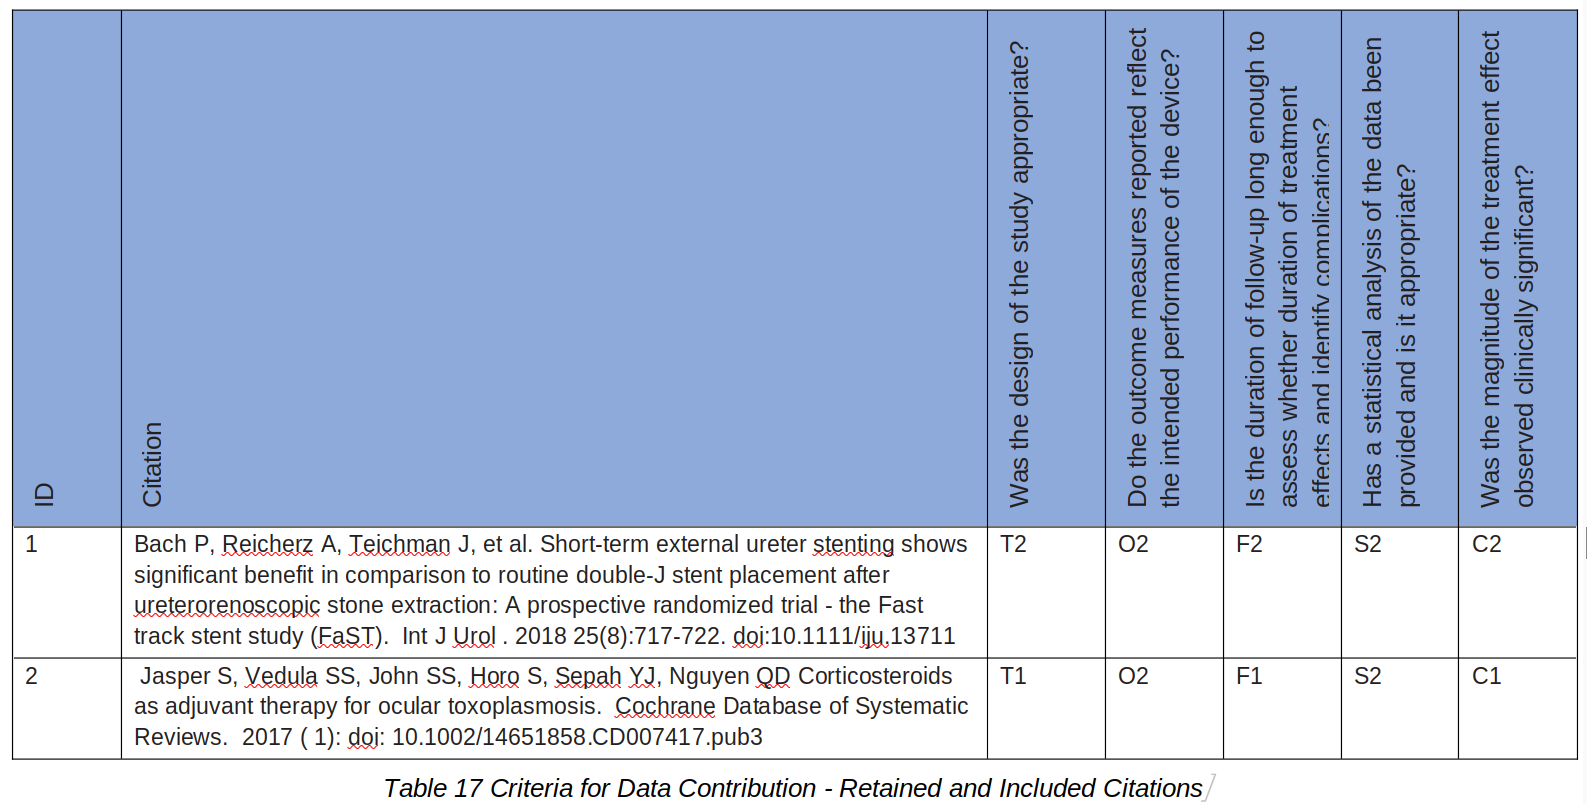 ID
Citation
Was the design of the study appropriate?
Do the outcome measures reported reflect
the intended performance of the device?
Is the duration of follow-up long enough to
assess whether duration of treatment
effects and identify complications?
Has a statistical analysis of the data been
provided and is it appropriate?
Was the magnitude of the treatment effect
observed clinically significant?
1
Bach P, Reicherz A, Teichman J, et al. Short-term external ureter stenting shows
significant benefit in comparison to routine double-J stent placement after
ureterorenoscopic stone extraction: A prospective randomized trial - the Fast
track stent study (FaST).  Int J Urol . 2018 25(8):717-722. doi:10.1111/iju.13711
T2
O2
F2
S2
C2
2
Jasper S, Vedula SS, John SS, Horo S, Sepah YJ, Nguyen QD Corticosteroids
as adjuvant therapy for ocular toxoplasmosis.  Cochrane Database of Systematic
Reviews.  2017 ( 1): doi: 10.1002/14651858.CD007417.pub3
T1
O2
F1
S2
C1
Table 17 Criteria for Data Contribution - Retained and Included Citations